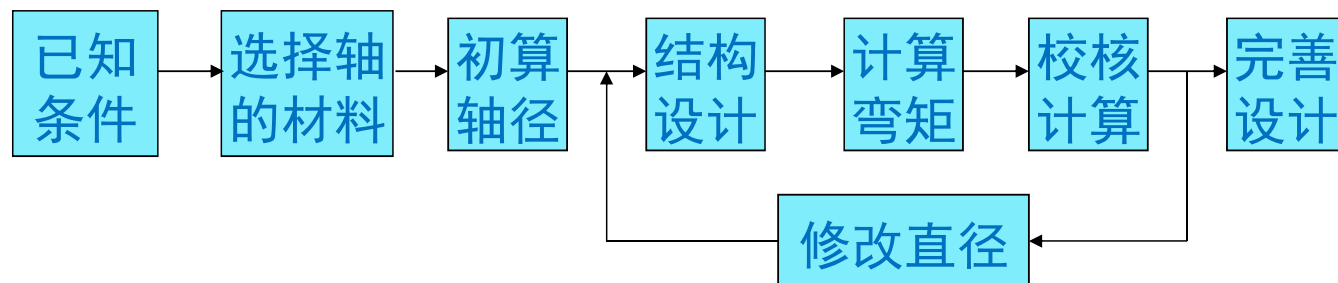 已知
条件
选择轴
的材料
初算
轴径
结构
设计
计算
弯矩
校核
计算
完善
设计
修改直径